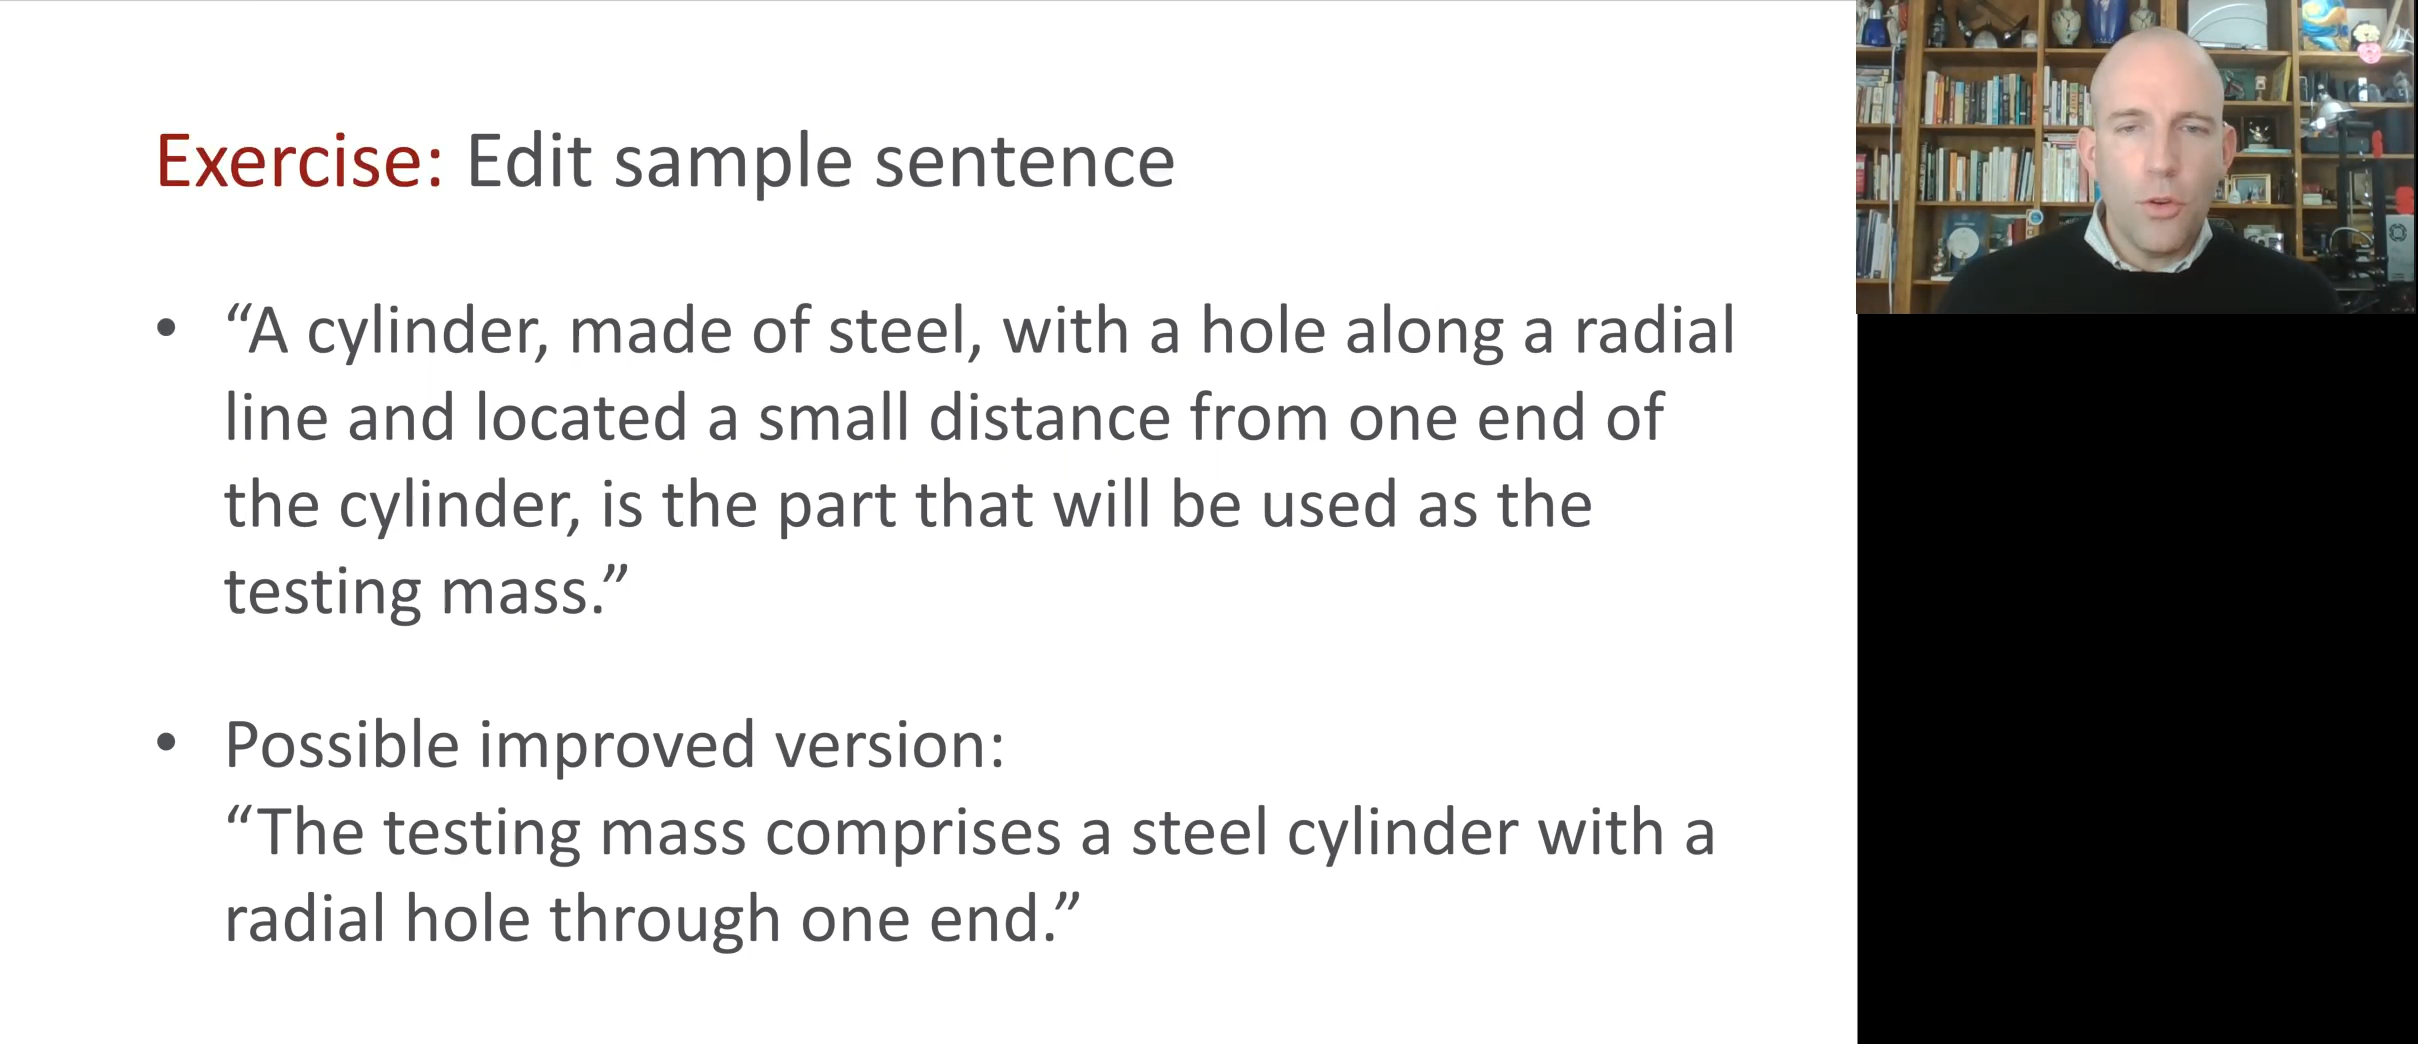 Exercise: Edit sample sentence
• “A cylinder, made of steel, with a hole along a radial
line and located a small distance from one end of
the cylinder, is the part that will be used as the
testing mass.”
• Possible improved version:
“The testing mass comprises a steel cylinder with a
radial hole through one end.”